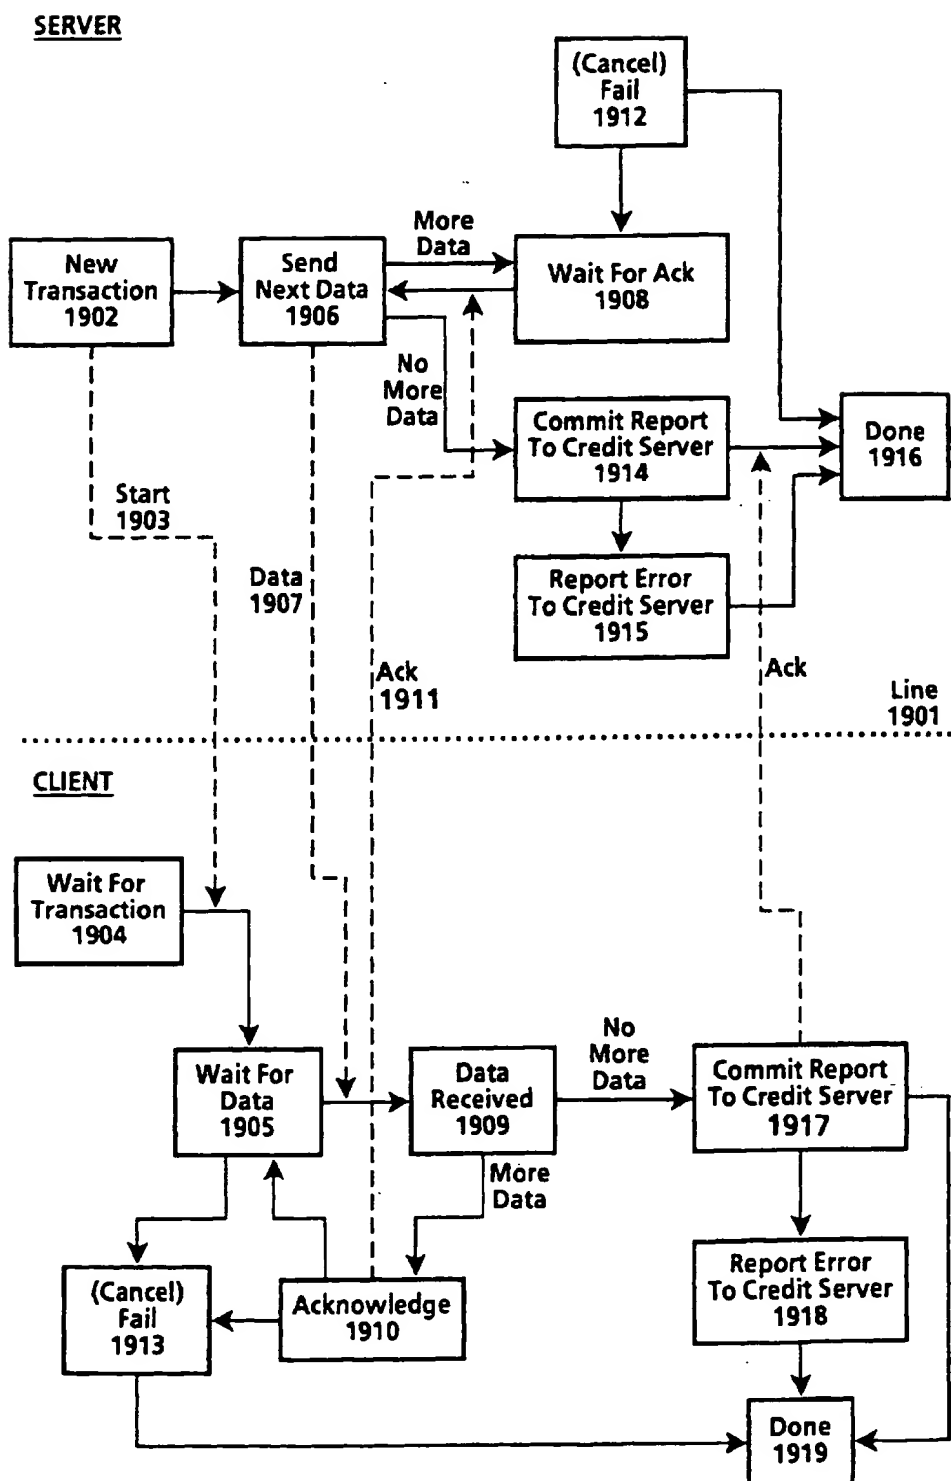 SERVER
(Cancel)
Fail
1912
More
Data
New
Transaction
1902
Send
Next Data
1906
Wait For Ack
1908
No
More
Data
Commit Report
To Credit Server
1914
Done
1916
Start
1903
Data
1907
Report Error
To Credit Server
1915
Ack
1911
Ack
Line
1901
CLIENT
Wait For
Transaction
1904
Wait For
Data
1905
Data
Received
1909
No
More
Data
Commit Report
To Credit Server
1917
More
Data
(Cancel)
Fail
1913
Acknowledge
1910
Report Error
To Credit Server
1918
Done
1919